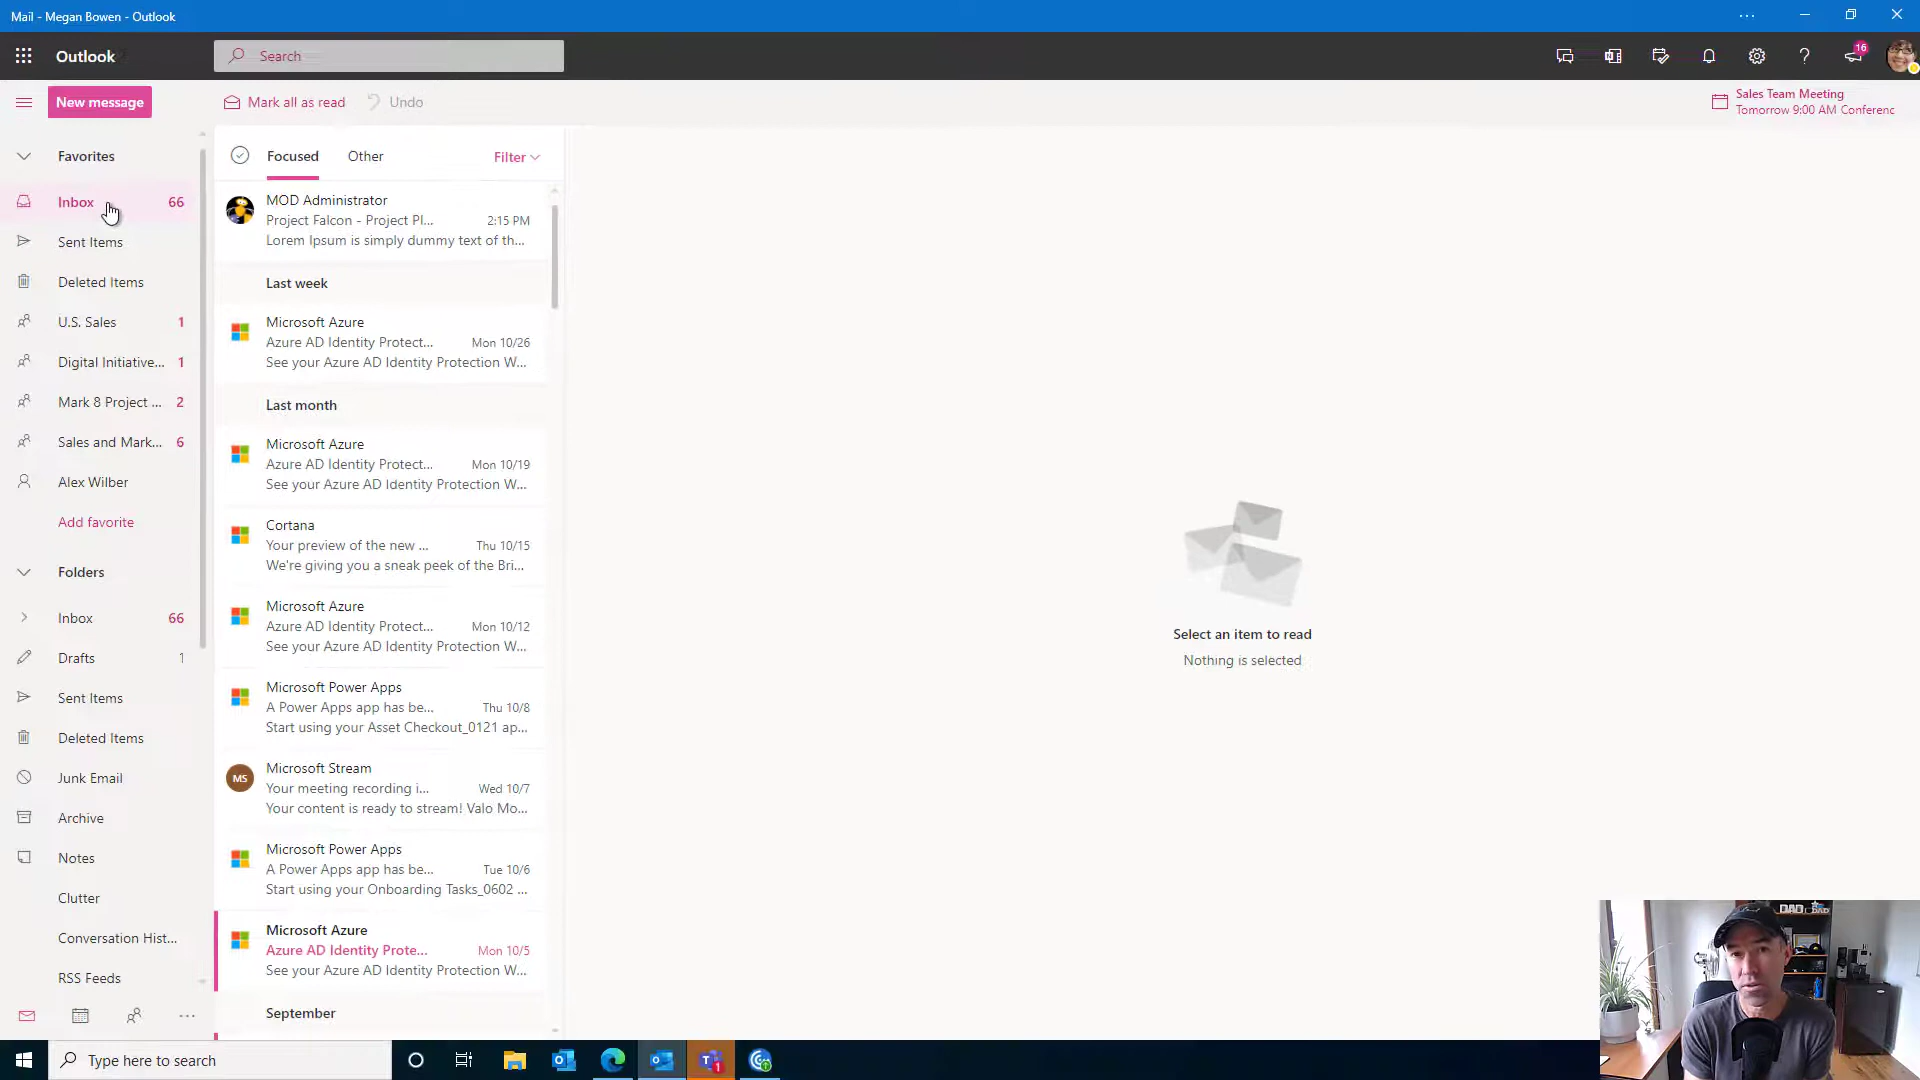 Mail - Megan Bowen - Outlook
Outlook
Search
16
New message
Mark all as read
Undo
Sales Team Meeting
Tomorrow 9:00 AM Conferenc
Favorites
Inbox 66
Sent Items
Deleted Items
U.S. Sales 1
Digital Initiative... 1
Mark 8 Project ... 2
Sales and Mark... 6
Alex Wilber
Add favorite
Folders
Inbox 66
Drafts 1
Sent Items
Deleted Items
Junk Email
Archive
Notes
Clutter
Conversation Hist...
RSS Feeds
Focused
Other
Filter
MOD Administrator
Project Falcon - Project Pl... 2:15 PM
Lorem Ipsum is simply dummy text of th...
Last week
Microsoft Azure
Azure AD Identity Protect... Mon 10/26
See your Azure AD Identity Protection W...
Last month
Microsoft Azure
Azure AD Identity Protect... Mon 10/19
See your Azure AD Identity Protection W...
Cortana
Your preview of the new ... Thu 10/15
We're giving you a sneak peek of the Bri...
Microsoft Azure
Azure AD Identity Protect... Mon 10/12
See your Azure AD Identity Protection W...
Microsoft Power Apps
A Power Apps app has be... Thu 10/8
Start using your Asset Checkout_0121 ap...
MS
Microsoft Stream
Your meeting recording i... Wed 10/7
Your content is ready to stream! Valo Mo...
Microsoft Power Apps
A Power Apps app has be... Tue 10/6
Start using your Onboarding Tasks_0602 ...
Microsoft Azure
Azure AD Identity Prote... Mon 10/5
See your Azure AD Identity Protection W...
September
Select an item to read
Nothing is selected
DAD DAD
Type here to search
1